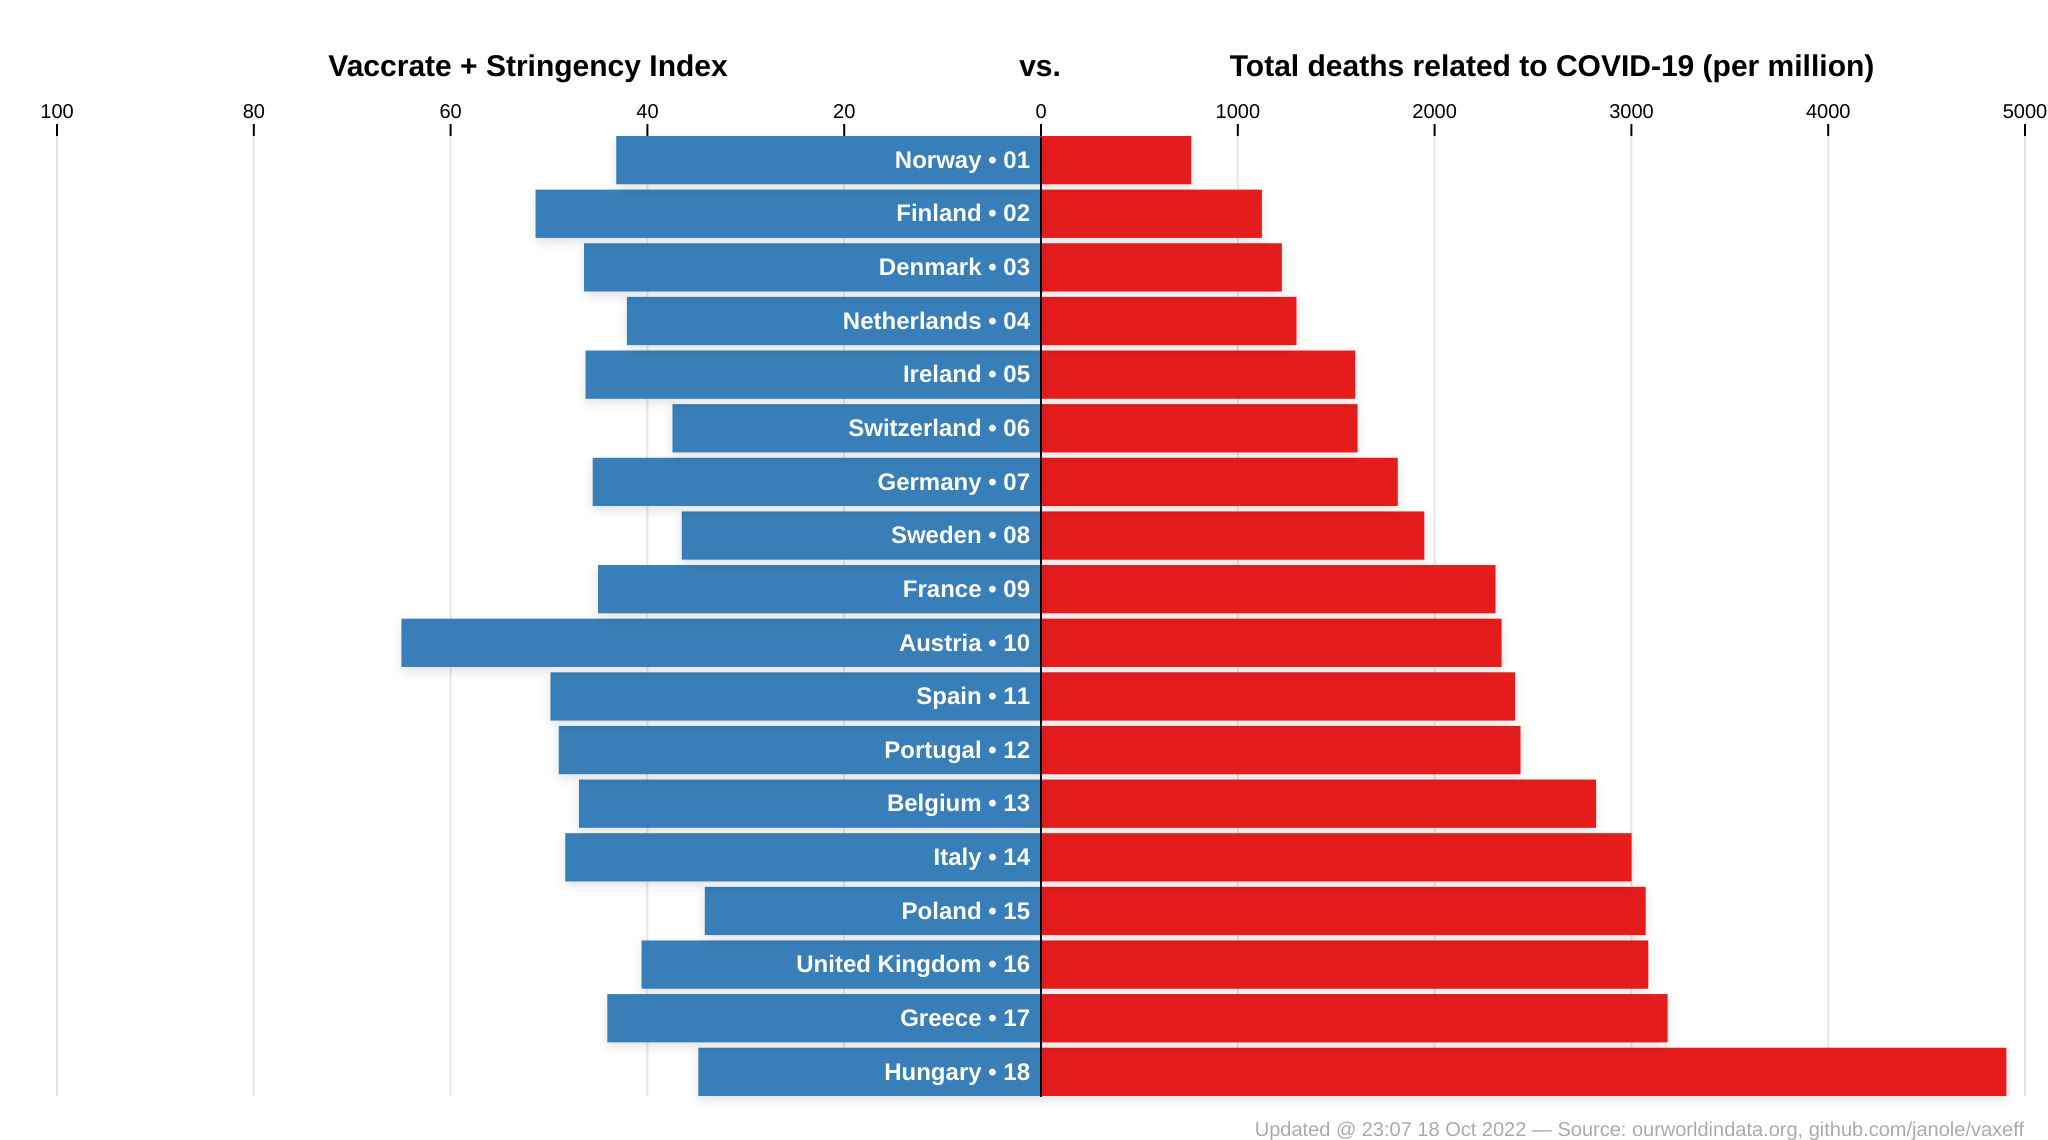 Vaccrate + Stringency Index vs. Total deaths related to COVID-19 (per million)
100 80 60 40 20 0 1000 2000 3000 4000 5000
Norway • 01
Finland • 02
Denmark • 03
Netherlands • 04
Ireland • 05
Switzerland • 06
Germany • 07
Sweden • 08
France • 09
Austria • 10
Spain • 11
Portugal • 12
Belgium • 13
Italy • 14
Poland • 15
United Kingdom • 16
Greece • 17
Hungary • 18
Updated @ 23:07 18 Oct 2022 — Source: ourworldindata.org, github.com/janole/vaxeff